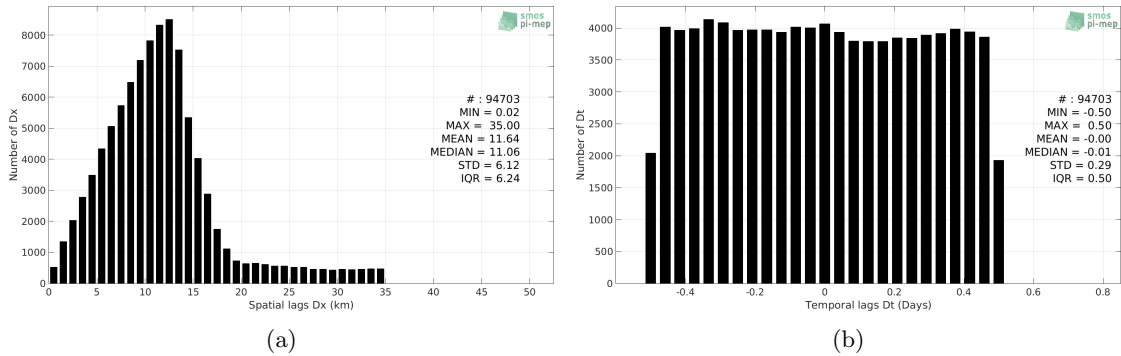 smos
pi-mep
8000
7000
6000
5000
4000
3000
2000
1000
0
Number of Dx
# : 94703
MIN = 0.02
MAX = 35.00
MEAN = 11.64
MEDIAN = 11.06
STD = 6.12
IQR = 6.24
0 5 10 15 20 25 30 35 40 45 50
Spatial lags Dx (km)
(a)
smos
pi-mep
4000
3500
3000
2500
2000
1500
1000
500
0
Number of Dt
# : 94703
MIN = -0.50
MAX = 0.50
MEAN = -0.00
MEDIAN = -0.01
STD = 0.29
IQR = 0.50
-0.4 -0.2 0 0.2 0.4 0.6 0.8
Temporal lags Dt (Days)
(b)